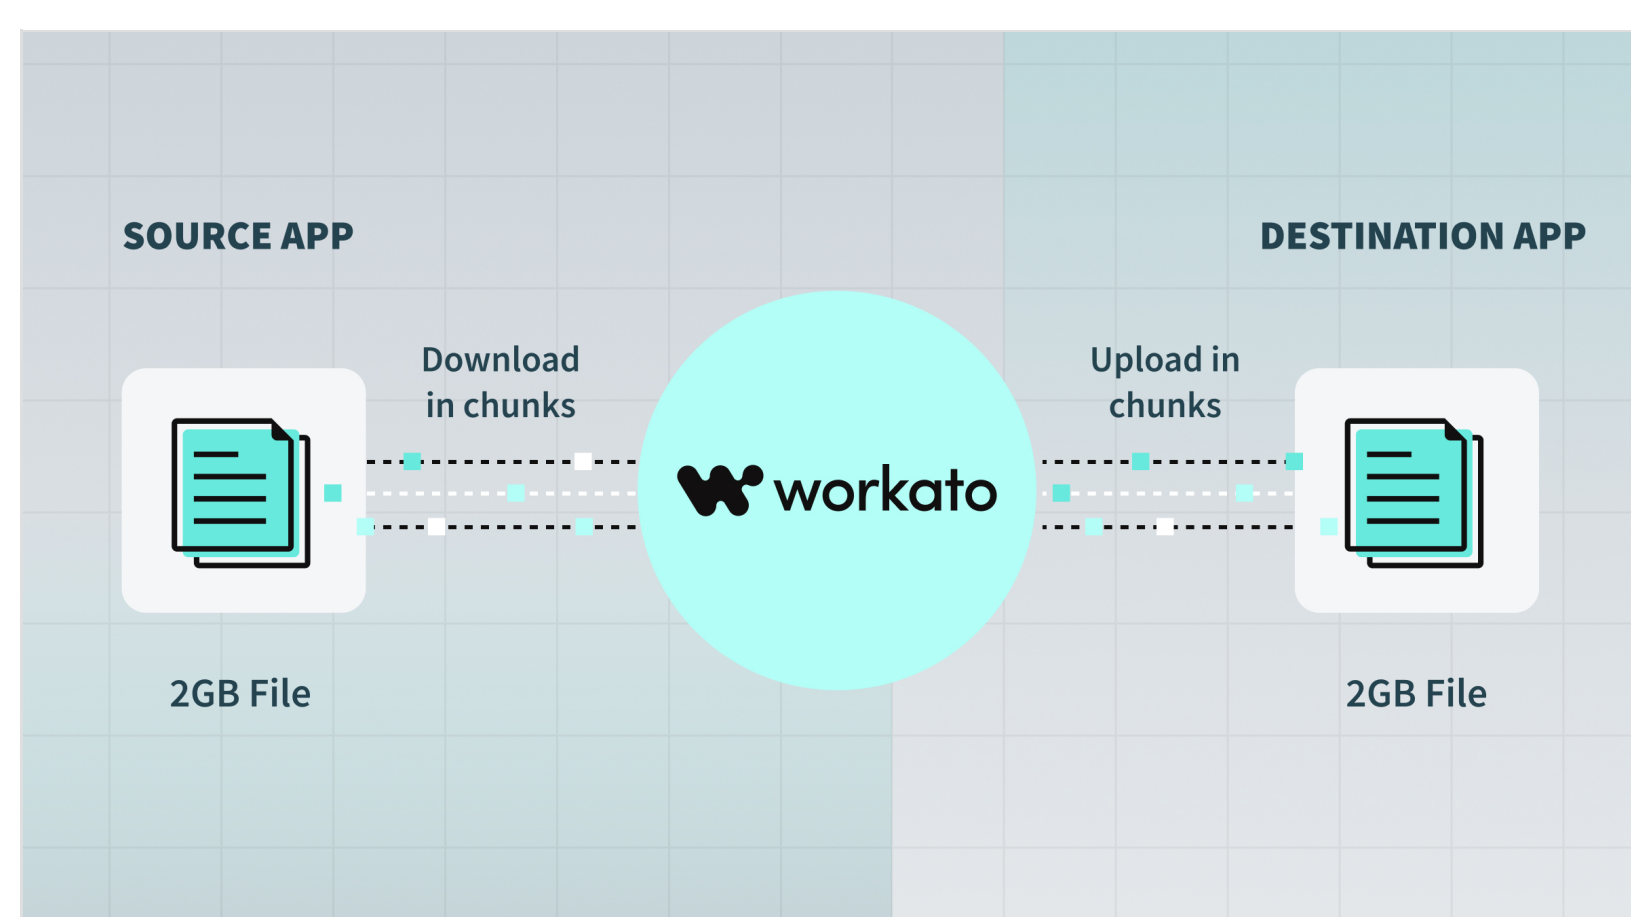 SOURCE APP
DESTINATION APP
Download
in chunks
Upload in
chunks
workato
2GB File
2GB File